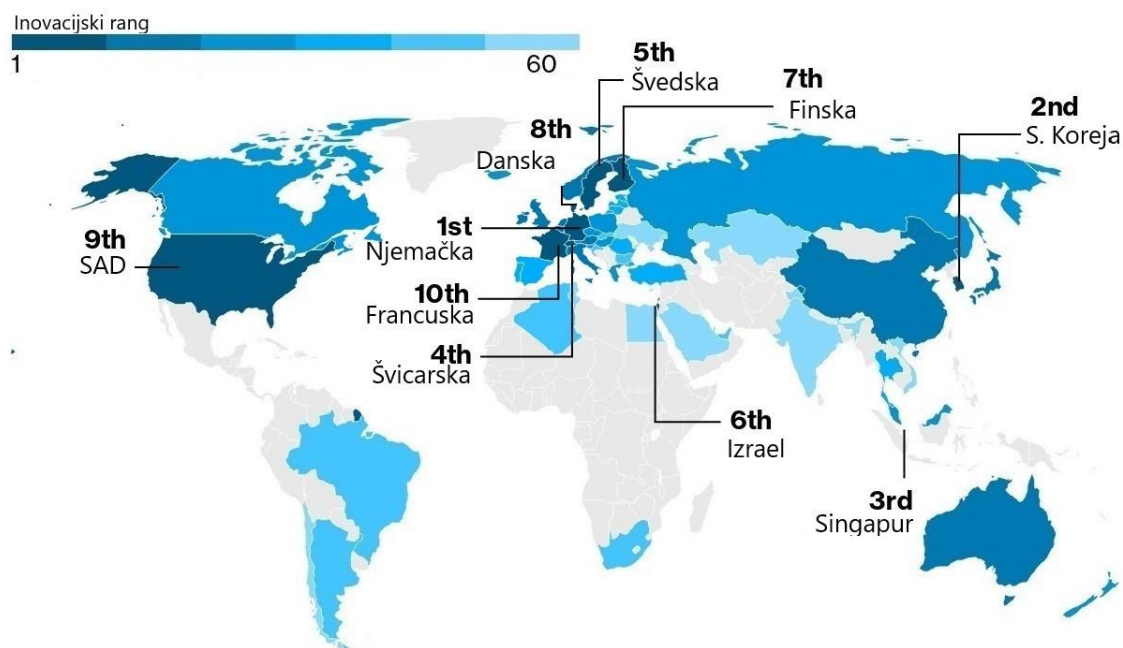 Inovacijski rang
1
60
5th
Švedska
7th
Finska
2nd
S. Koreja
8th
Danska
1st
Njemačka
9th
SAD
10th
Francuska
4th
Švicarska
6th
Izrael
3rd
Singapur